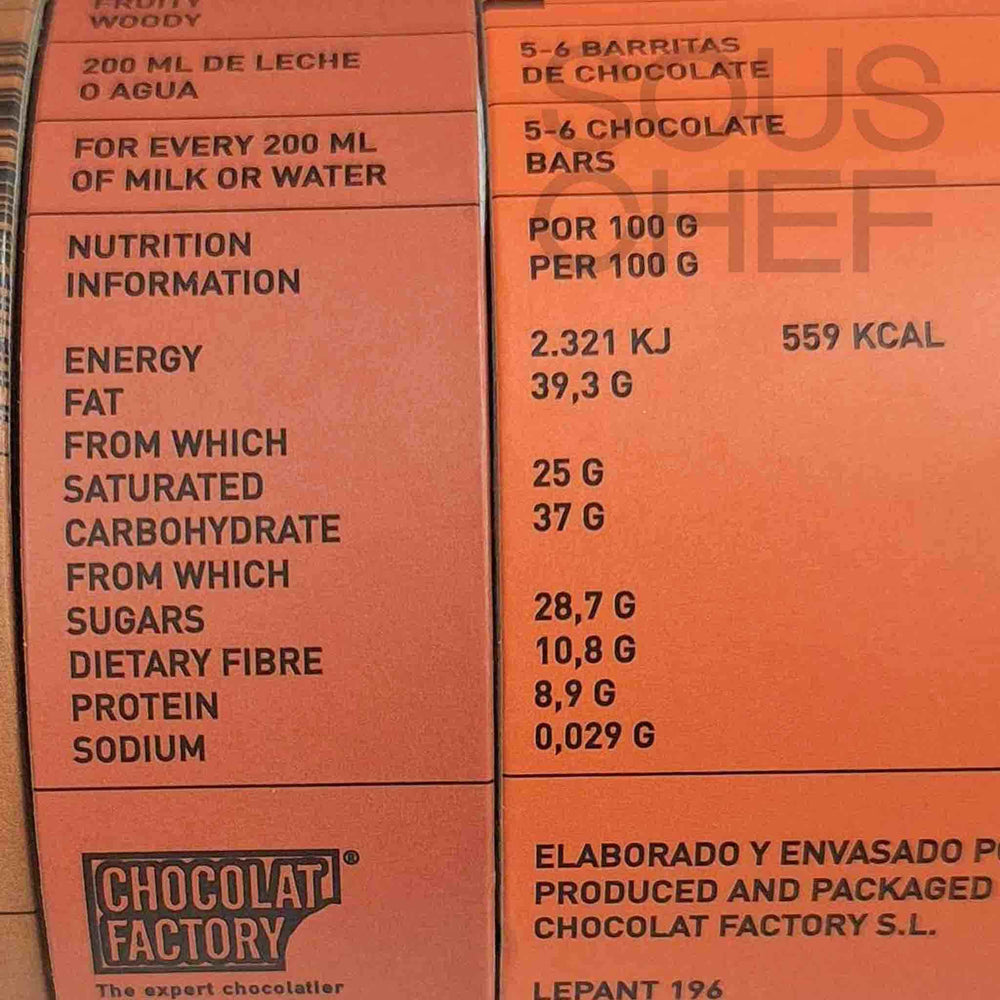 FRUITY
WOODY
200 ML DE LECHE
O AGUA
FOR EVERY 200 ML
OF MILK OR WATER
NUTRITION
INFORMATION
ENERGY
FAT
FROM WHICH
SATURATED
CARBOHYDRATE
FROM WHICH
SUGARS
DIETARY FIBRE
PROTEIN
SODIUM
CHOCOLAT
FACTORY
®
The expert chocolatier
5-6 BARRITAS
DE CHOCOLATE
5-6 CHOCOLATE
BARS
POR 100 G
PER 100 G
2.321 KJ 559 KCAL
39,3 G
25 G
37 G
28,7 G
10,8 G
8,9 G
0,029 G
ELABORADO Y ENVASADO
PRODUCED AND PACKAGED
CHOCOLAT FACTORY S.L.
LEPANT 196
SOUS
CHEF